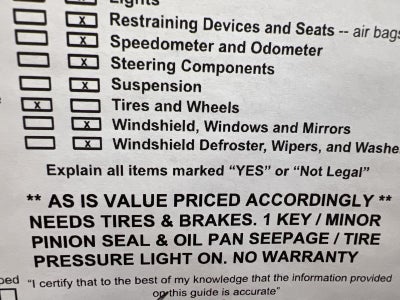 Lights
Restraining Devices and Seats -- air bags
X Speedometer and Odometer
X Steering Components
X Suspension
X Tires and Wheels
X Windshield, Windows and Mirrors
X Windshield Defroster, Wipers, and Washe
Explain all items marked “YES” or “Not Legal”
** AS IS VALUE PRICED ACCORDINGLY **
NEEDS TIRES & BRAKES. 1 KEY / MINOR
PINION SEAL & OIL PAN SEEPAGE / TIRE
PRESSURE LIGHT ON. NO WARRANTY
ped "I certify that to the best of my knowledge that the information provided
on this guide is accurate"